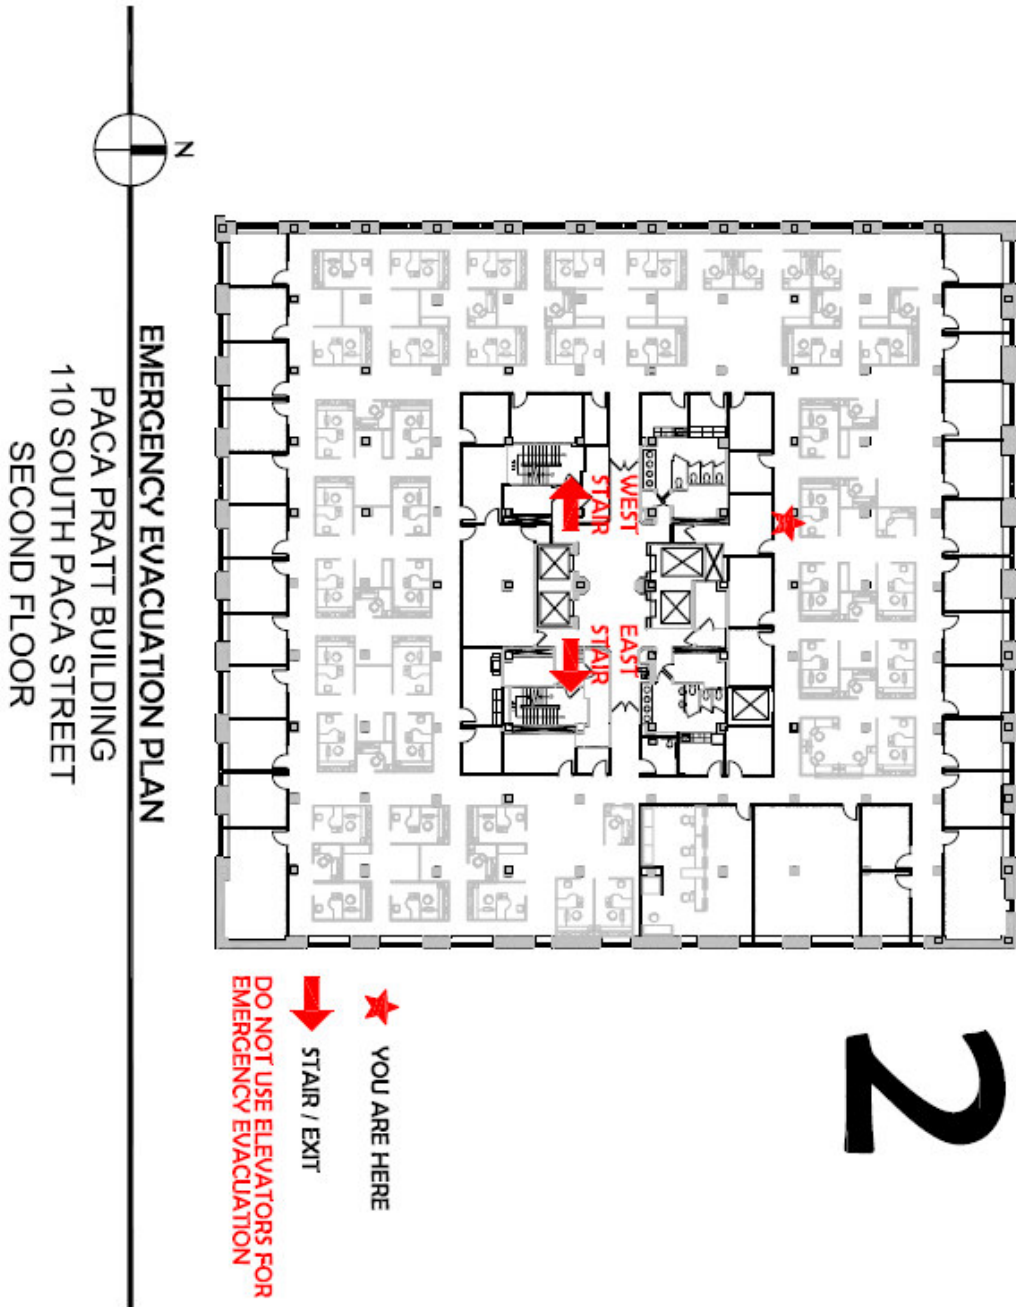 2
WEST
STAIR
EAST
STAIR
YOU ARE HERE
STAIR / EXIT
DO NOT USE ELEVATORS FOR
EMERGENCY EVACUATION
N
EMERGENCY EVACUATION PLAN
PACA PRATT BUILDING
110 SOUTH PACA STREET
SECOND FLOOR